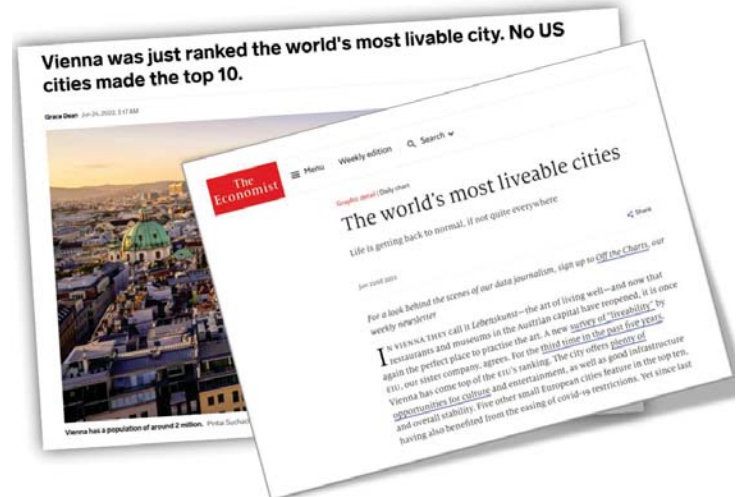 Vienna was just ranked the world's most livable city. No US
cities made the top 10.
Grace Dean Jun 24, 2022, 3:17 AM
Vienna has a population of around 2 million.
The
Economist
Menu
Weekly edition
Search
Graphic detail | Daily chart
The world's most liveable cities
Life is getting back to normal, if not quite everywhere
Share
For a look behind the scenes of our data journalism, sign up to Off the Charts, our
weekly newsletter
IN VIENNA THEY call it Lebenskunst—the art of living well—and now that
restaurants and museums in the Austrian capital have reopened, it is once
again the perfect place to practise the art. A new survey of "liveability" by
EIU, our sister company, agrees. For the third time in the past five years,
Vienna has come top of the EIU's ranking. The city offers plenty of
opportunities for culture and entertainment, as well as good infrastructure
and overall stability. Five other small European cities feature in the top ten,
having also benefited from the easing of covid-19 restrictions. Yet since last